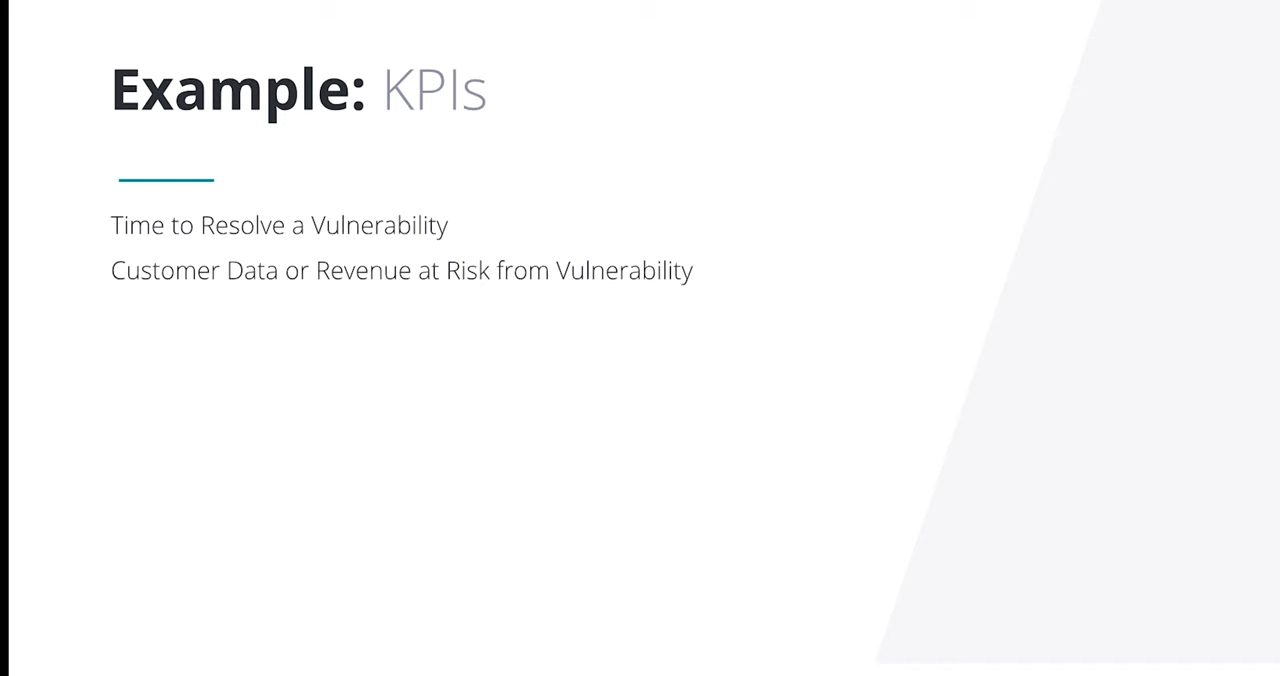 Example: KPIs
Time to Resolve a Vulnerability
Customer Data or Revenue at Risk from Vulnerability